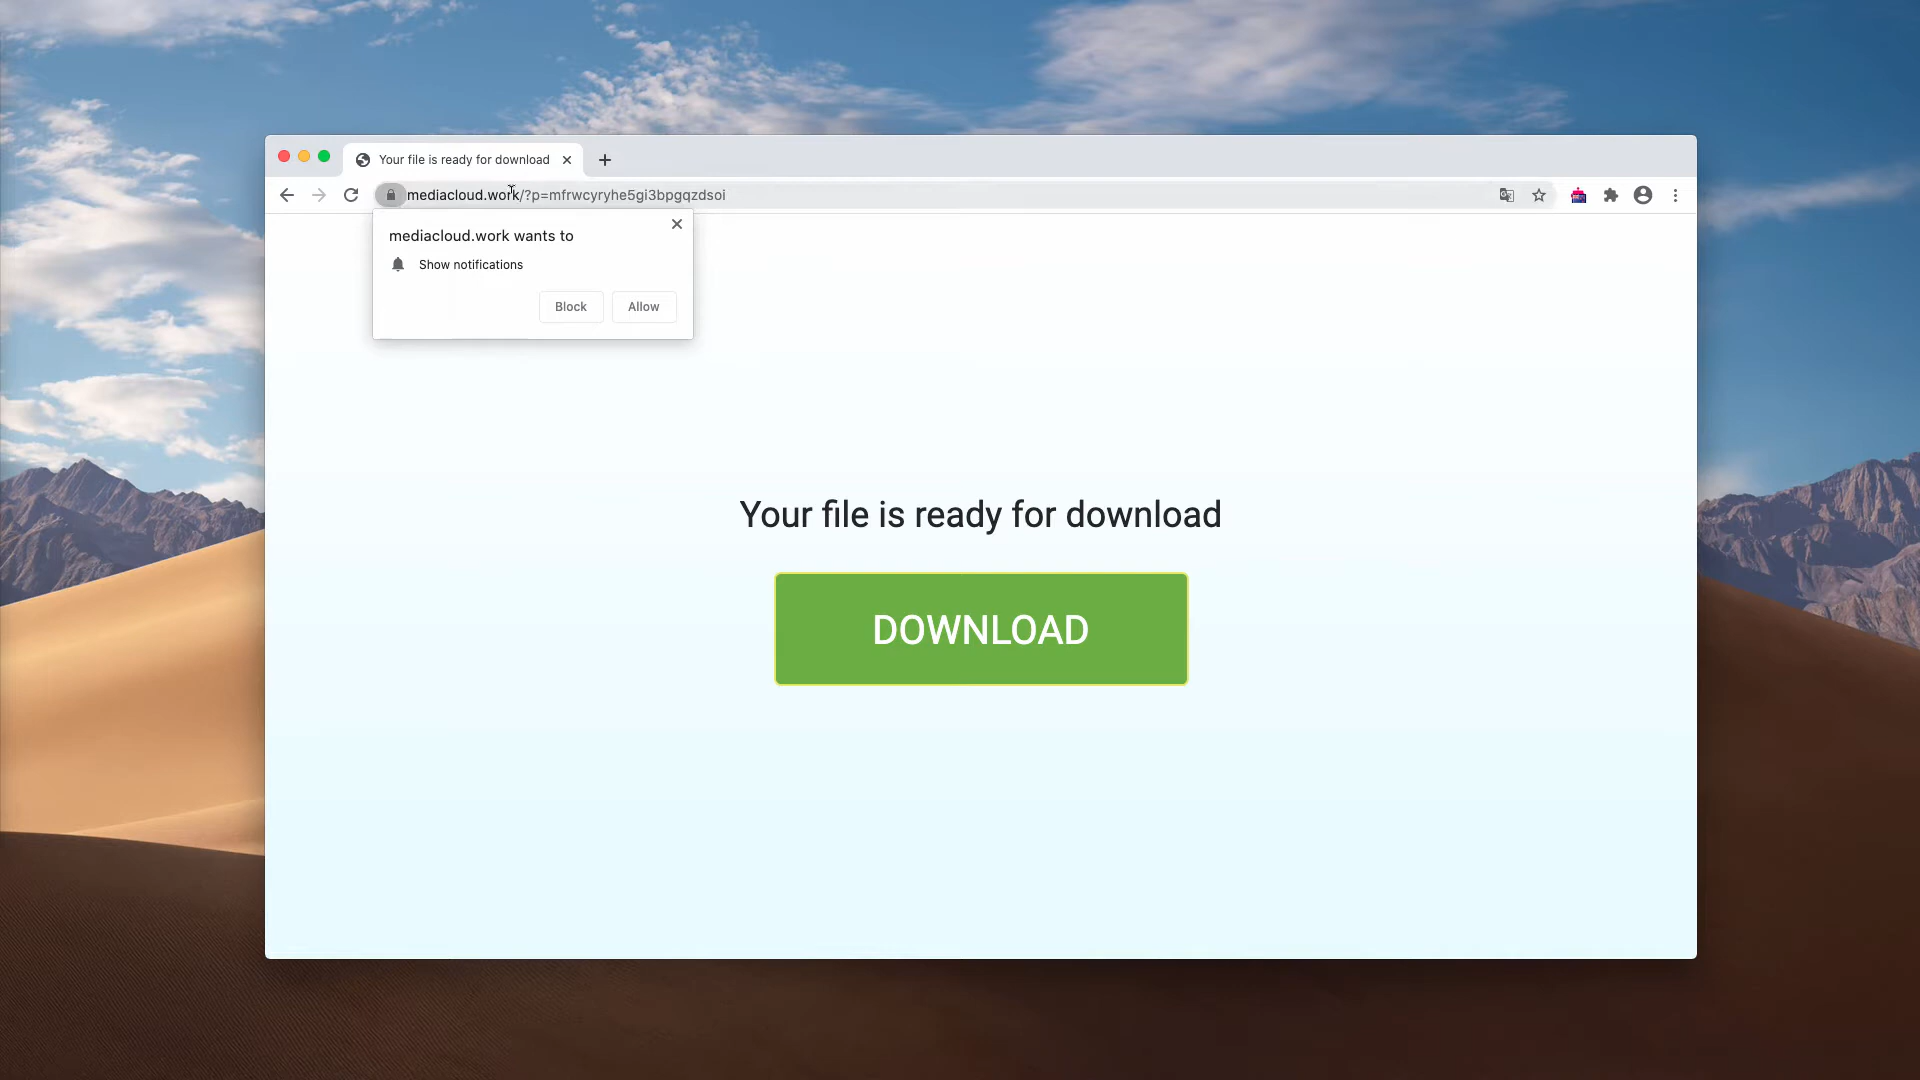 Your file is ready for download
mediacloud.work/?p=mfrwcyryhe5gi3bpgqzdsoi
mediacloud.work wants to
Show notifications
Block Allow
Your file is ready for download
DOWNLOAD